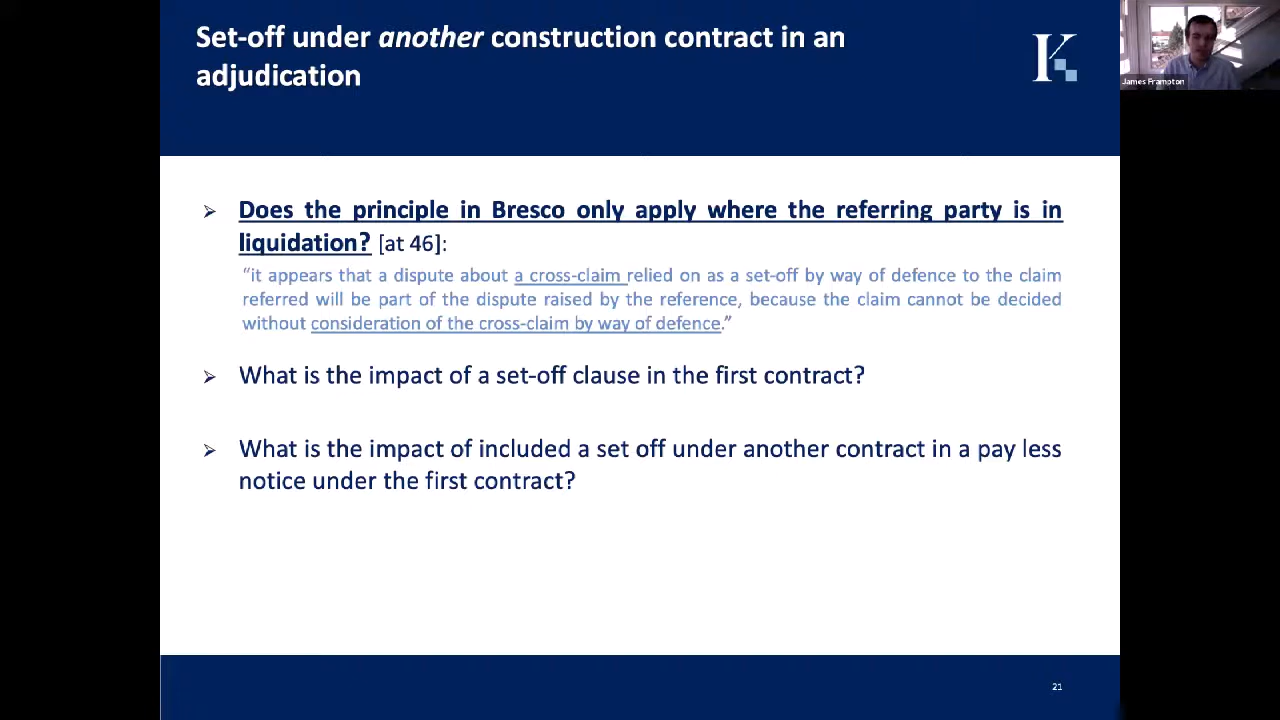 Set-off under another construction contract in an
adjudication
K
James Frampton
➢ Does the principle in Bresco only apply where the referring party is in
liquidation? [at 46]:
“it appears that a dispute about a cross-claim relied on as a set-off by way of defence to the claim
referred will be part of the dispute raised by the reference, because the claim cannot be decided
without consideration of the cross-claim by way of defence.”
➢ What is the impact of a set-off clause in the first contract?
➢ What is the impact of included a set off under another contract in a pay less
notice under the first contract?
21